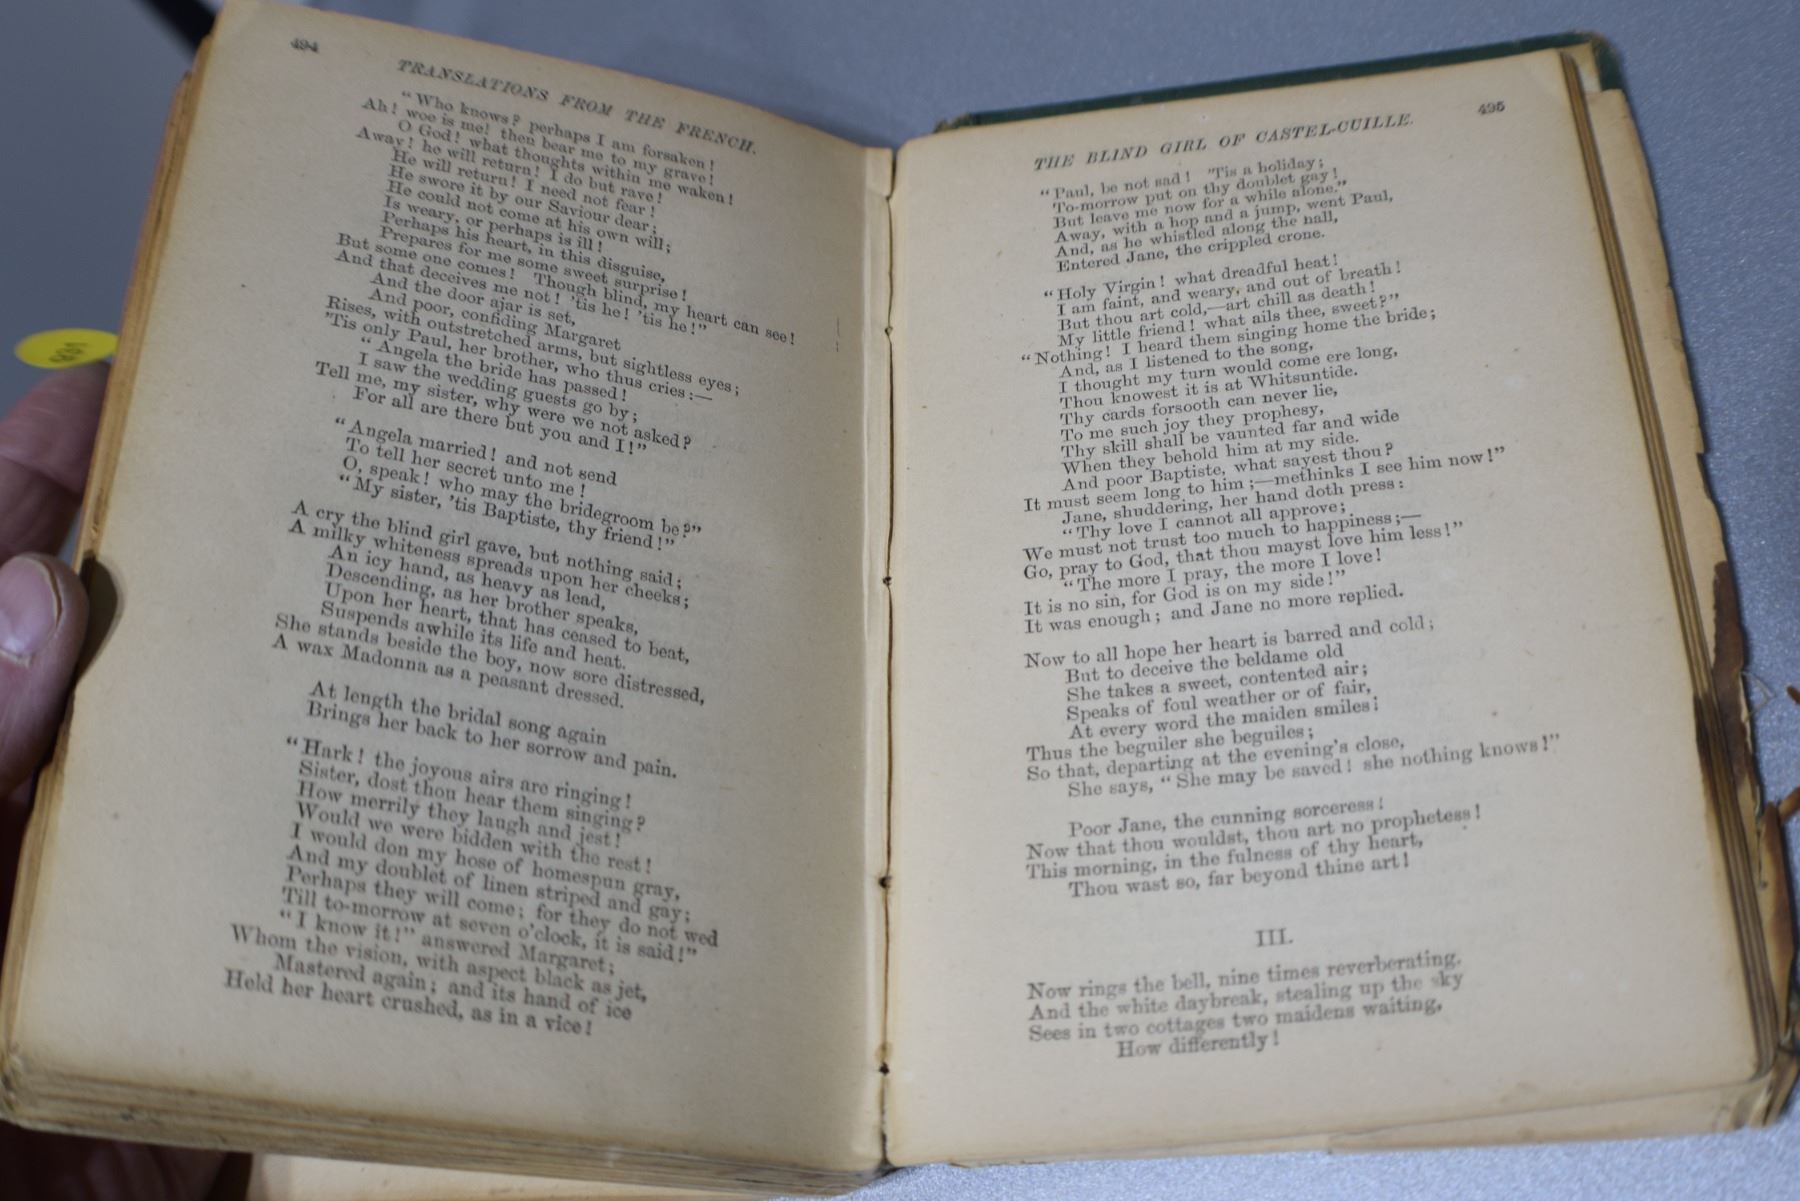 494
TRANSLATIONS FROM THE FRENCH.
"Who knows? perhaps I am forsaken!
Ah! woe is me! then bear me to my grave!
O God! what thoughts within me waken!
Away! he will return! I do but rave!
He will return! I need not fear!
He swore it by our Saviour dear;
He could not come at his own will;
Is weary, or perhaps is ill!
Perhaps his heart, in this disguise,
Prepares for me some sweet surprise!
But some one comes! Though blind, my heart can see!
And that deceives me not! 'tis he! 'tis he!"
And the door ajar is set,
And poor, confiding Margaret
Rises, with outstretched arms, but sightless eyes;
'Tis only Paul, her brother, who thus cries:—
"Angela the bride has passed!
I saw the wedding guests go by;
Tell me, my sister, why were we not asked?
For all are there but you and I!"
"Angela married! and not send
To tell her secret unto me!
O, speak! who may the bridegroom be?"
"My sister, 'tis Baptiste, thy friend!"
A cry the blind girl gave, but nothing said;
A milky whiteness spreads upon her cheeks;
An icy hand, as heavy as lead,
Descending, as her brother speaks,
Upon her heart, that has ceased to beat,
Suspends awhile its life and heat.
She stands beside the boy, now sore distressed,
A wax Madonna as a peasant dressed.
At length the bridal song again
Brings her back to her sorrow and pain.
"Hark! the joyous airs are ringing!
Sister, dost thou hear them singing?
How merrily they laugh and jest!
Would we were bidden with the rest!
I would don my hose of homespun gray,
And my doublet of linen striped and gay;
Perhaps they will come; for they do not wed
Till to-morrow at seven o'clock, it is said!"
"I know it!" answered Margaret;
Whom the vision, with aspect black as jet,
Mastered again; and its hand of ice
Held her heart crushed, as in a vice!
THE BLIND GIRL OF CASTEL-CUILLE.
495
"Paul, be not sad! 'Tis a holiday;
To-morrow put on thy doublet gay!
But leave me now for a while alone."
Away, with a hop and a jump, went Paul,
And, as he whistled along the hall,
Entered Jane, the crippled crone.
"Holy Virgin! what dreadful heat!
I am faint, and weary, and out of breath!
But thou art cold,—art chill as death!
My little friend! what ails thee, sweet?"
"Nothing! I heard them singing home the bride;
And, as I listened to the song,
I thought my turn would come ere long,
Thou knowest it is at Whitsuntide.
Thy cards forsooth can never lie,
To me such joy they prophesy,
Thy skill shall be vaunted far and wide
When they behold him at my side.
And poor Baptiste, what sayest thou?
It must seem long to him;—methinks I see him now!"
Jane, shuddering, her hand doth press:
"Thy love I cannot all approve;
We must not trust too much to happiness;—
Go, pray to God, that thou mayst love him less!"
"The more I pray, the more I love!
It is no sin, for God is on my side!"
It was enough; and Jane no more replied.
Now to all hope her heart is barred and cold;
But to deceive the beldame old
She takes a sweet, contented air;
Speaks of foul weather or of fair,
At every word the maiden smiles;
Thus the beguiler she beguiles;
So that, departing at the evening's close,
She says, "She may be saved! she nothing knows!"
Poor Jane, the cunning sorceress!
Now that thou wouldst, thou art no prophetess!
This morning, in the fulness of thy heart,
Thou wast so, far beyond thine art!
III.
Now rings the bell, nine times reverberating,
And the white daybreak, stealing up the sky
Sees in two cottages two maidens waiting,
How differently!